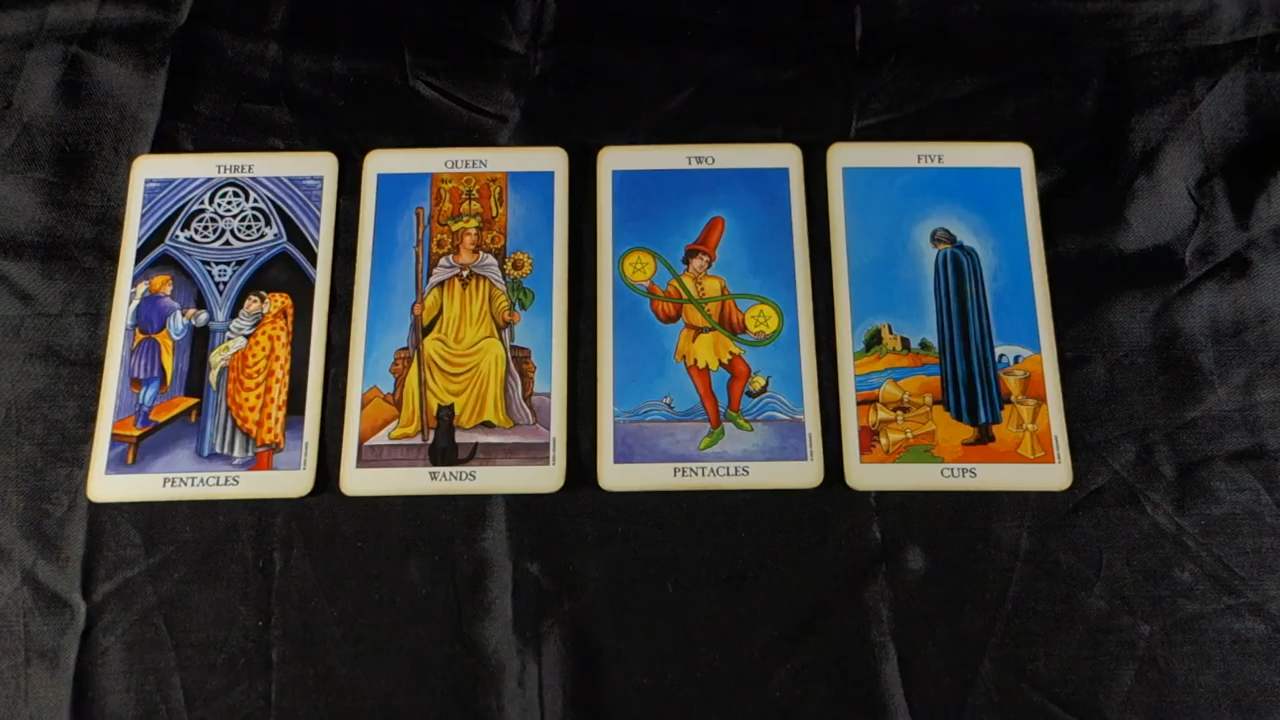 THREE
PENTACLES
QUEEN
WANDS
TWO
PENTACLES
FIVE
CUPS